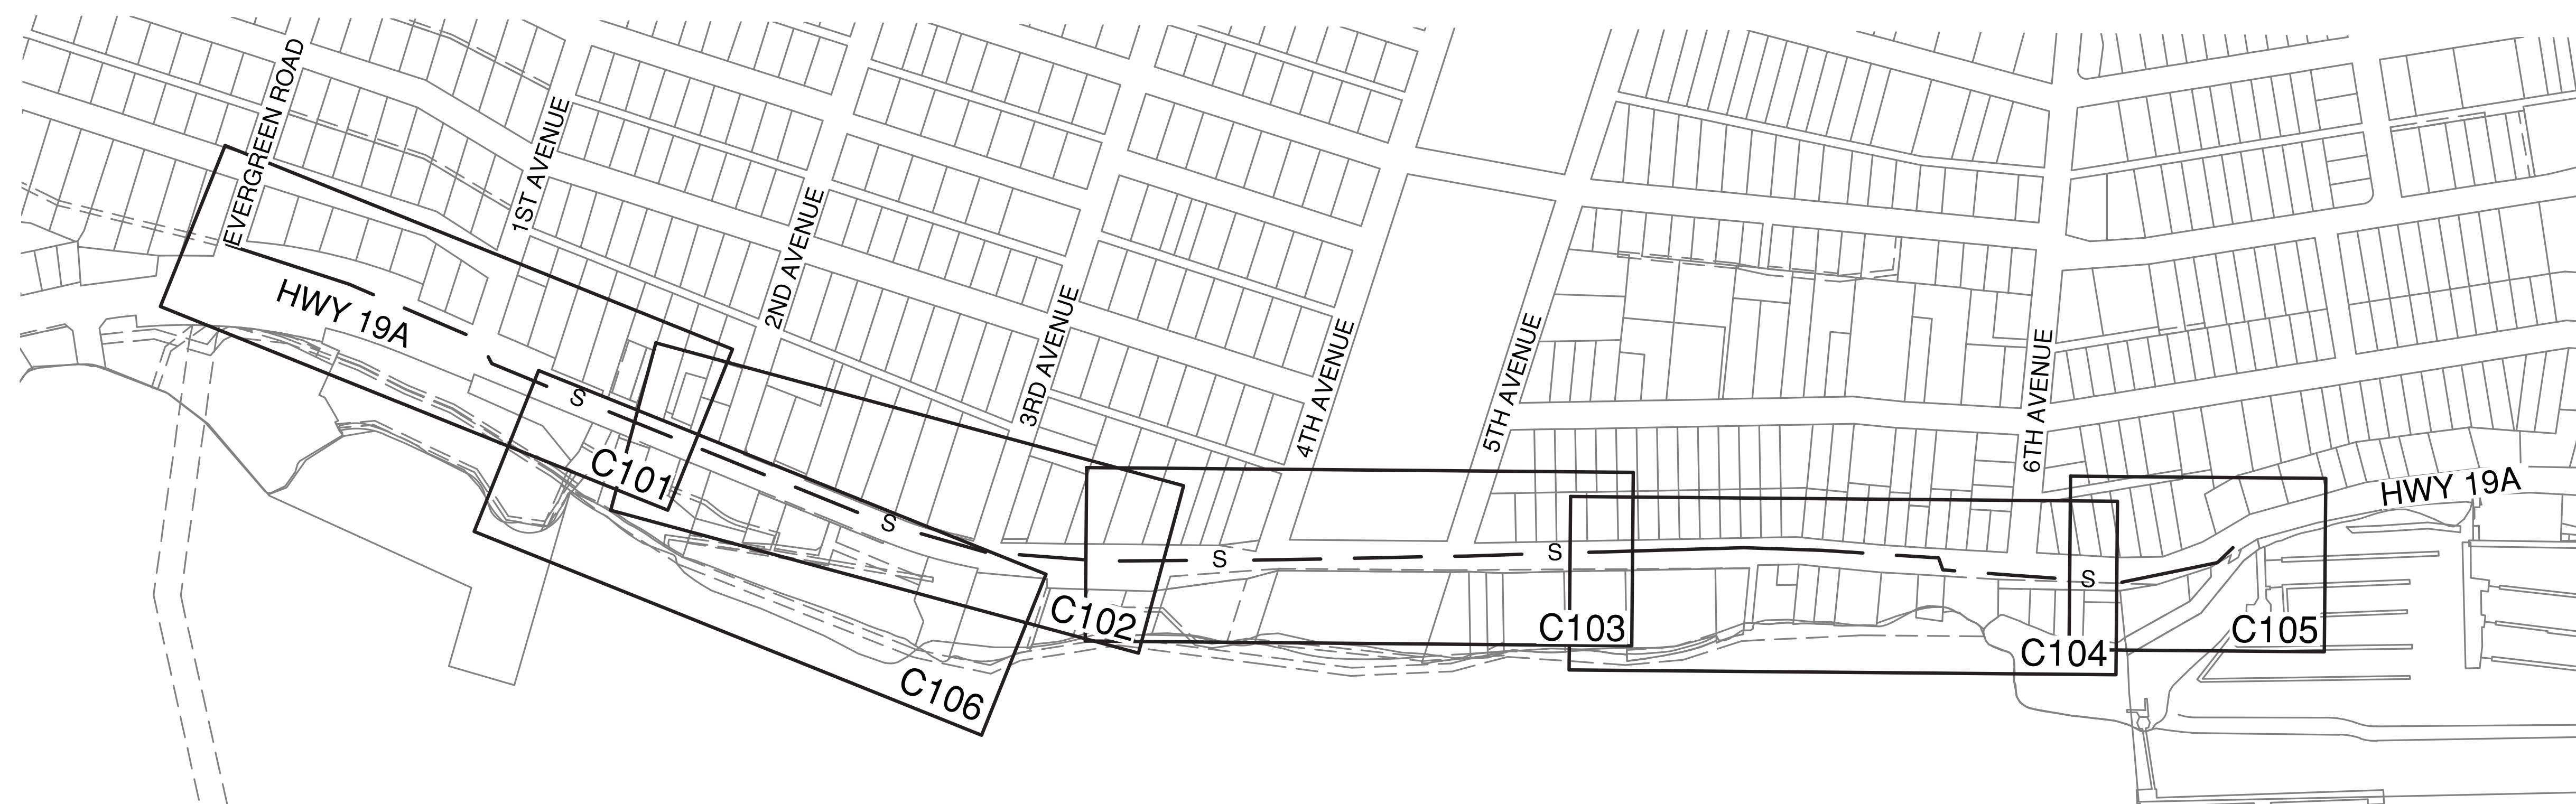 EVERGREEN ROAD
1ST AVENUE
2ND AVENUE
3RD AVENUE
4TH AVENUE
5TH AVENUE
6TH AVENUE
HWY 19A
HWY 19A
S
S
S
S
S
C101
C102
C103
C104
C105
C106